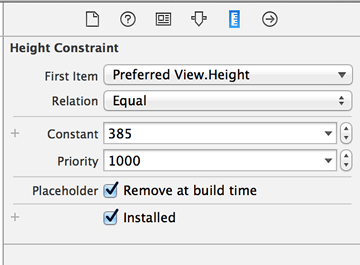 Height Constraint
First Item Preferred View.Height
Relation Equal
+ Constant 385
Priority 1000
Placeholder Remove at build time
+ Installed